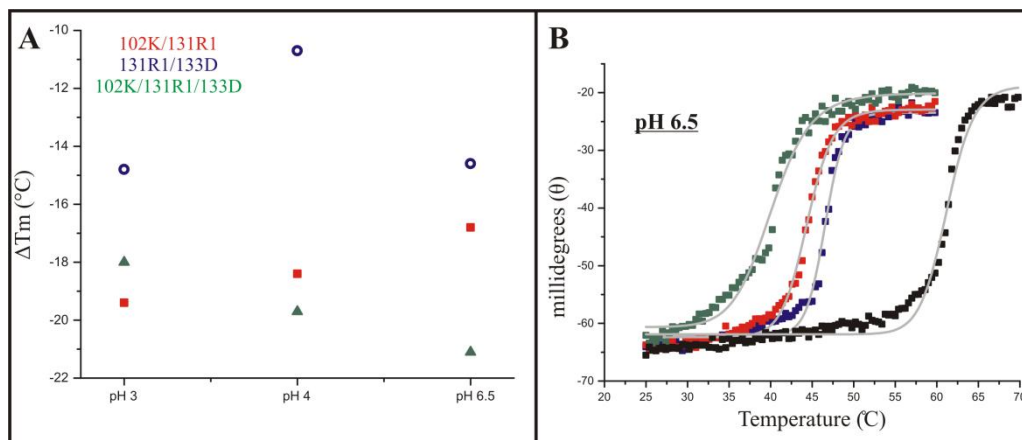 A
102K/131R1
131R1/133D
102K/131R1/133D
ΔTm (°C)
-10
-12
-14
-16
-18
-20
-22
pH 3
pH 4
pH 6.5
B
pH 6.5
millidegrees (θ)
-20
-30
-40
-50
-60
-70
20 25 30 35 40 45 50 55 60 65 70
Temperature (°C)